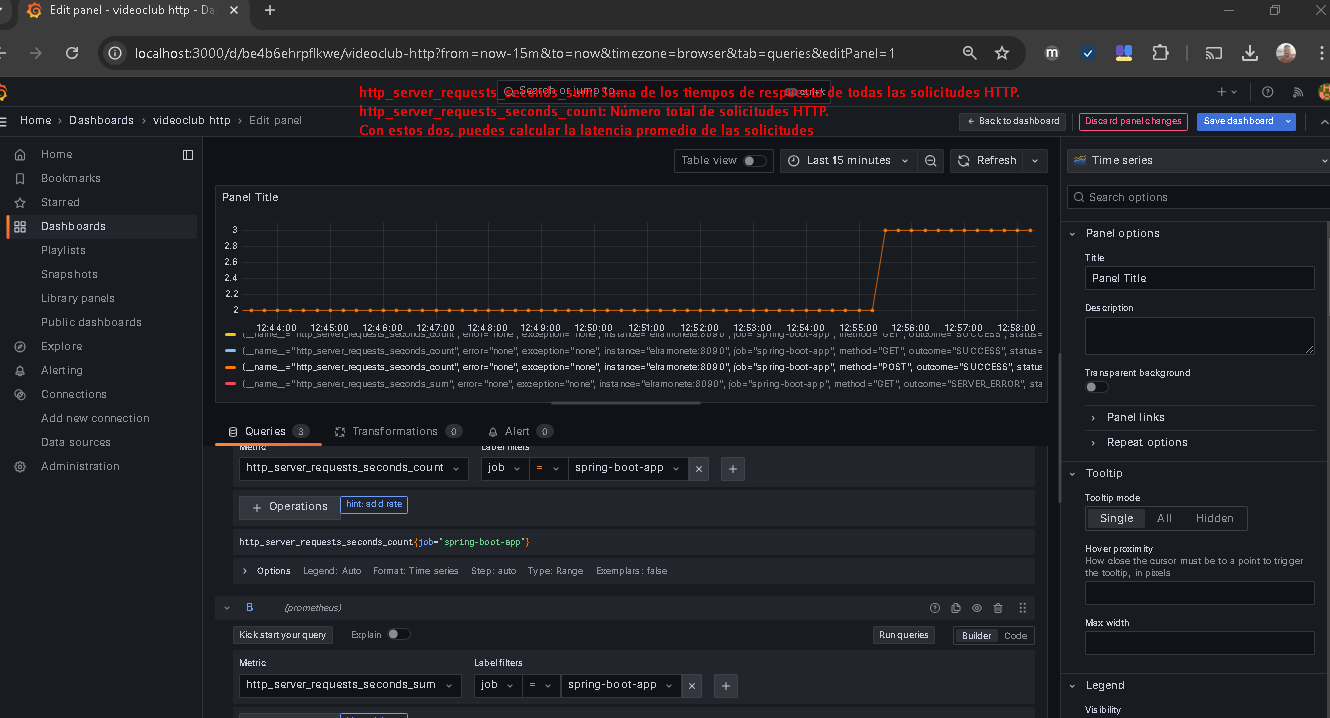 Edit panel - videoclub http - Da
localhost:3000/d/be4b6ehrpflkwe/videoclub-http?from=now-15m&to=now&timezone=browser&tab=queries&editPanel=1
Search or jump to...
http_server_requests_seconds_sum: Suma de los tiempos de respuesta de todas las solicitudes HTTP.
http_server_requests_seconds_count: Número total de solicitudes HTTP.
Con estos dos, puedes calcular la latencia promedio de las solicitudes
Home > Dashboards > videoclub http > Edit panel
← Back to dashboard
Discard panel changes
Save dashboard
Home
Bookmarks
Starred
Dashboards
Playlists
Snapshots
Library panels
Public dashboards
Explore
Alerting
Connections
Add new connection
Data sources
Administration
Table view
Last 15 minutes
Refresh
Panel Title
3
2.8
2.6
2.4
2.2
2
12:44:00 12:45:00 12:46:00 12:47:00 12:48:00 12:49:00 12:50:00 12:51:00 12:52:00 12:53:00 12:54:00 12:55:00 12:56:00 12:57:00 12:58:00
{__name__="http_server_requests_seconds_count", error="none", exception="none", instance="elramonete:8090", job="spring-boot-app", method="GET", outcome="SUCCESS", status=
{__name__="http_server_requests_seconds_count", error="none", exception="none", instance="elramonete:8090", job="spring-boot-app", method="GET", outcome="SUCCESS", status=
{__name__="http_server_requests_seconds_count", error="none", exception="none", instance="elramonete:8090", job="spring-boot-app", method="POST", outcome="SUCCESS", status
{__name__="http_server_requests_seconds_sum", error="none", exception="none", instance="elramonete:8090", job="spring-boot-app", method="GET", outcome="SERVER_ERROR", sta
Queries 3
Transformations 0
Alert 0
Metric
Label filters
http_server_requests_seconds_count
job = spring-boot-app
+ Operations
hint: add rate
http_server_requests_seconds_count{job="spring-boot-app"}
Options Legend: Auto Format: Time series Step: auto Type: Range Exemplars: false
B (prometheus)
Kick start your query
Explain
Run queries
Builder
Code
Metric
Label filters
http_server_requests_seconds_sum
job = spring-boot-app
Time series
Search options
Panel options
Title
Panel Title
Description
Transparent background
Panel links
Repeat options
Tooltip
Tooltip mode
Single All Hidden
Hover proximity
How close the cursor must be to a point to trigger
the tooltip, in pixels
Max width
Legend
Visibility